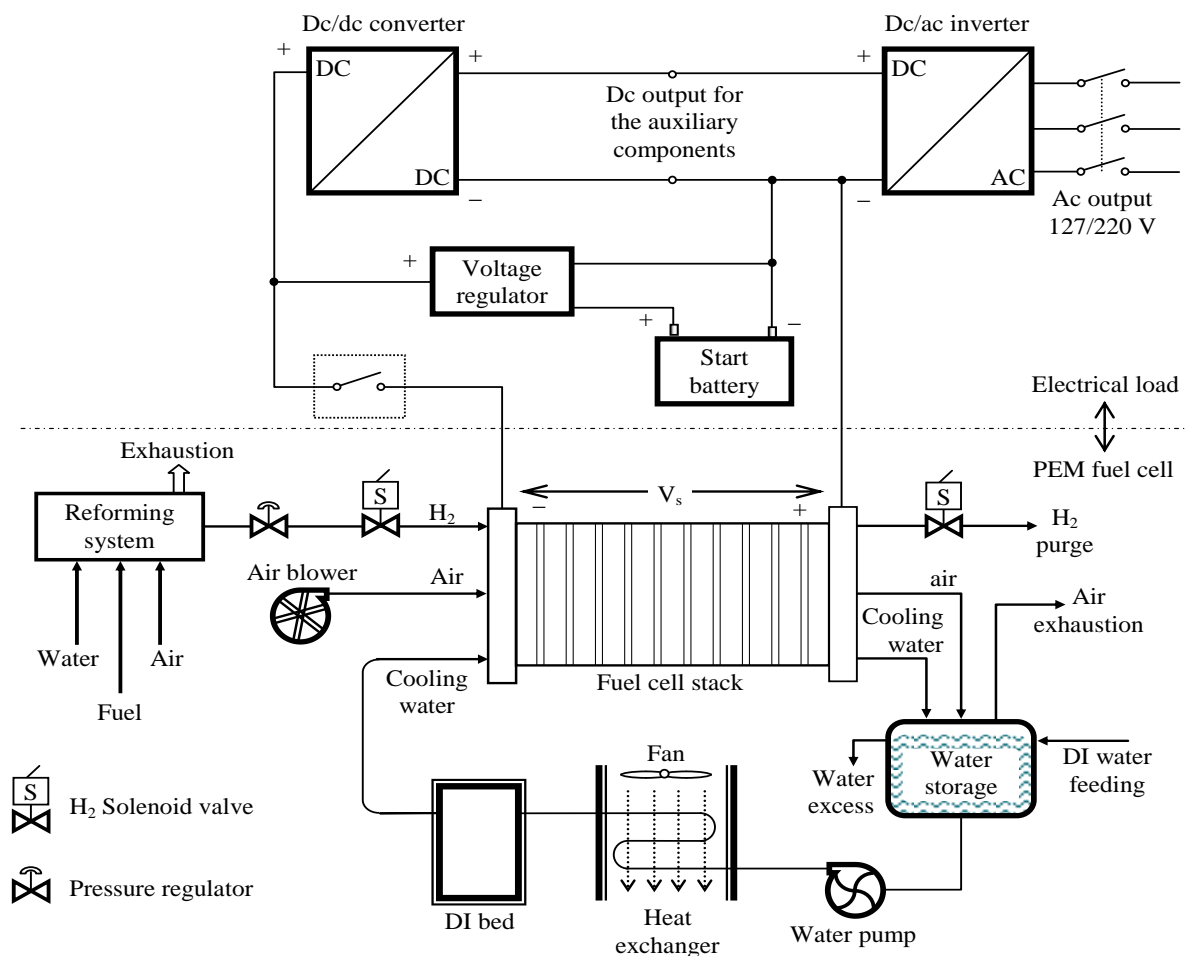 Dc/dc converter
Dc/ac inverter
+
+
+
DC
DC
Dc output for
the auxiliary
components
DC
AC
−
−
Ac output
127/220 V
+
Voltage
regulator
+
−
Start
battery
Electrical load
PEM fuel cell
Exhaustion
Reforming
system
S
H₂
− Vₛ +
S
H₂
purge
Air blower
Air
air
Air
exhaustion
Water
Air
Fuel
Cooling
water
Fuel cell stack
Cooling
water
Fan
Water
storage
DI water
feeding
Water
excess
S
H₂ Solenoid valve
Pressure regulator
DI bed
Heat
exchanger
Water pump